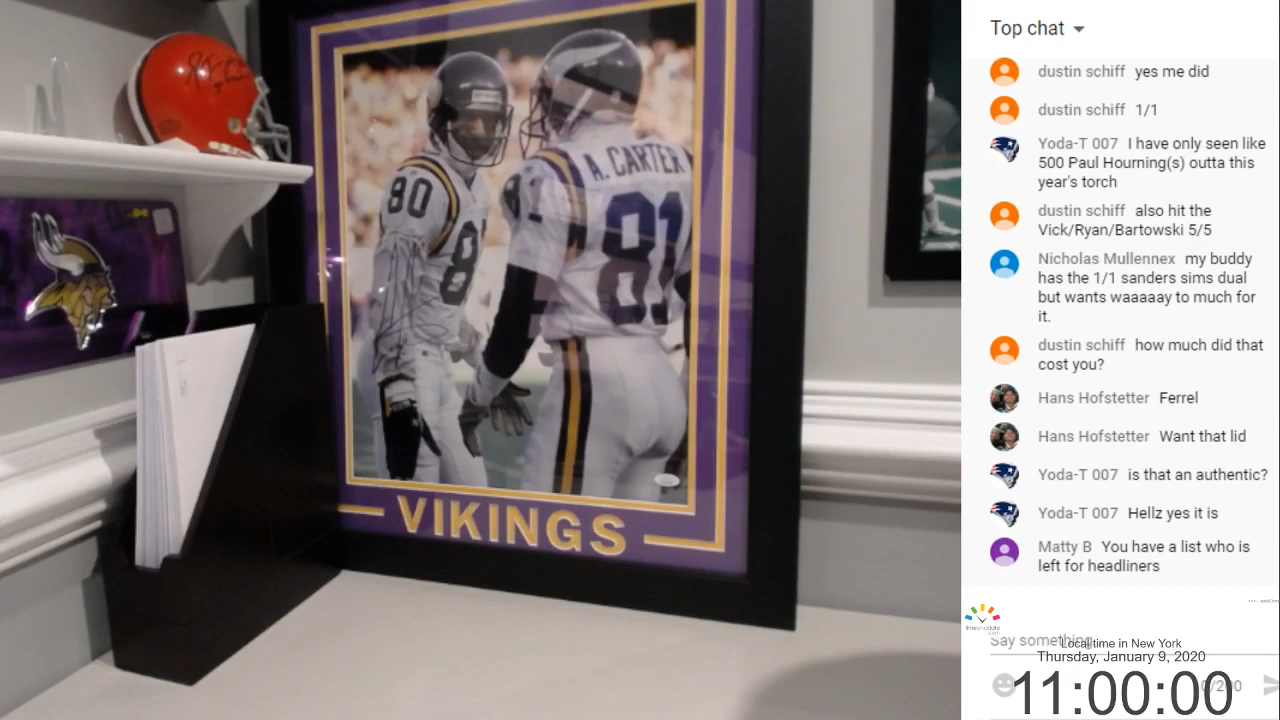 80
8
A. CARTER
81
81
VIKINGS
Top chat
dustin schiff yes me did
dustin schiff 1/1
Yoda-T 007 I have only seen like
500 Paul Hourning(s) outta this
year's torch
dustin schiff also hit the
Vick/Ryan/Bartowski 5/5
Nicholas Mullennex my buddy
has the 1/1 sanders sims dual
but wants waaaaay to much for
it.
dustin schiff how much did that
cost you?
Hans Hofstetter Ferrel
Hans Hofstetter Want that lid
Yoda-T 007 is that an authentic?
Yoda-T 007 Hellz yes it is
Matty B You have a list who is
left for headliners
timeanddate
.com
Say something
Local time in New York
Thursday, January 9, 2020
0/200
11:00:00